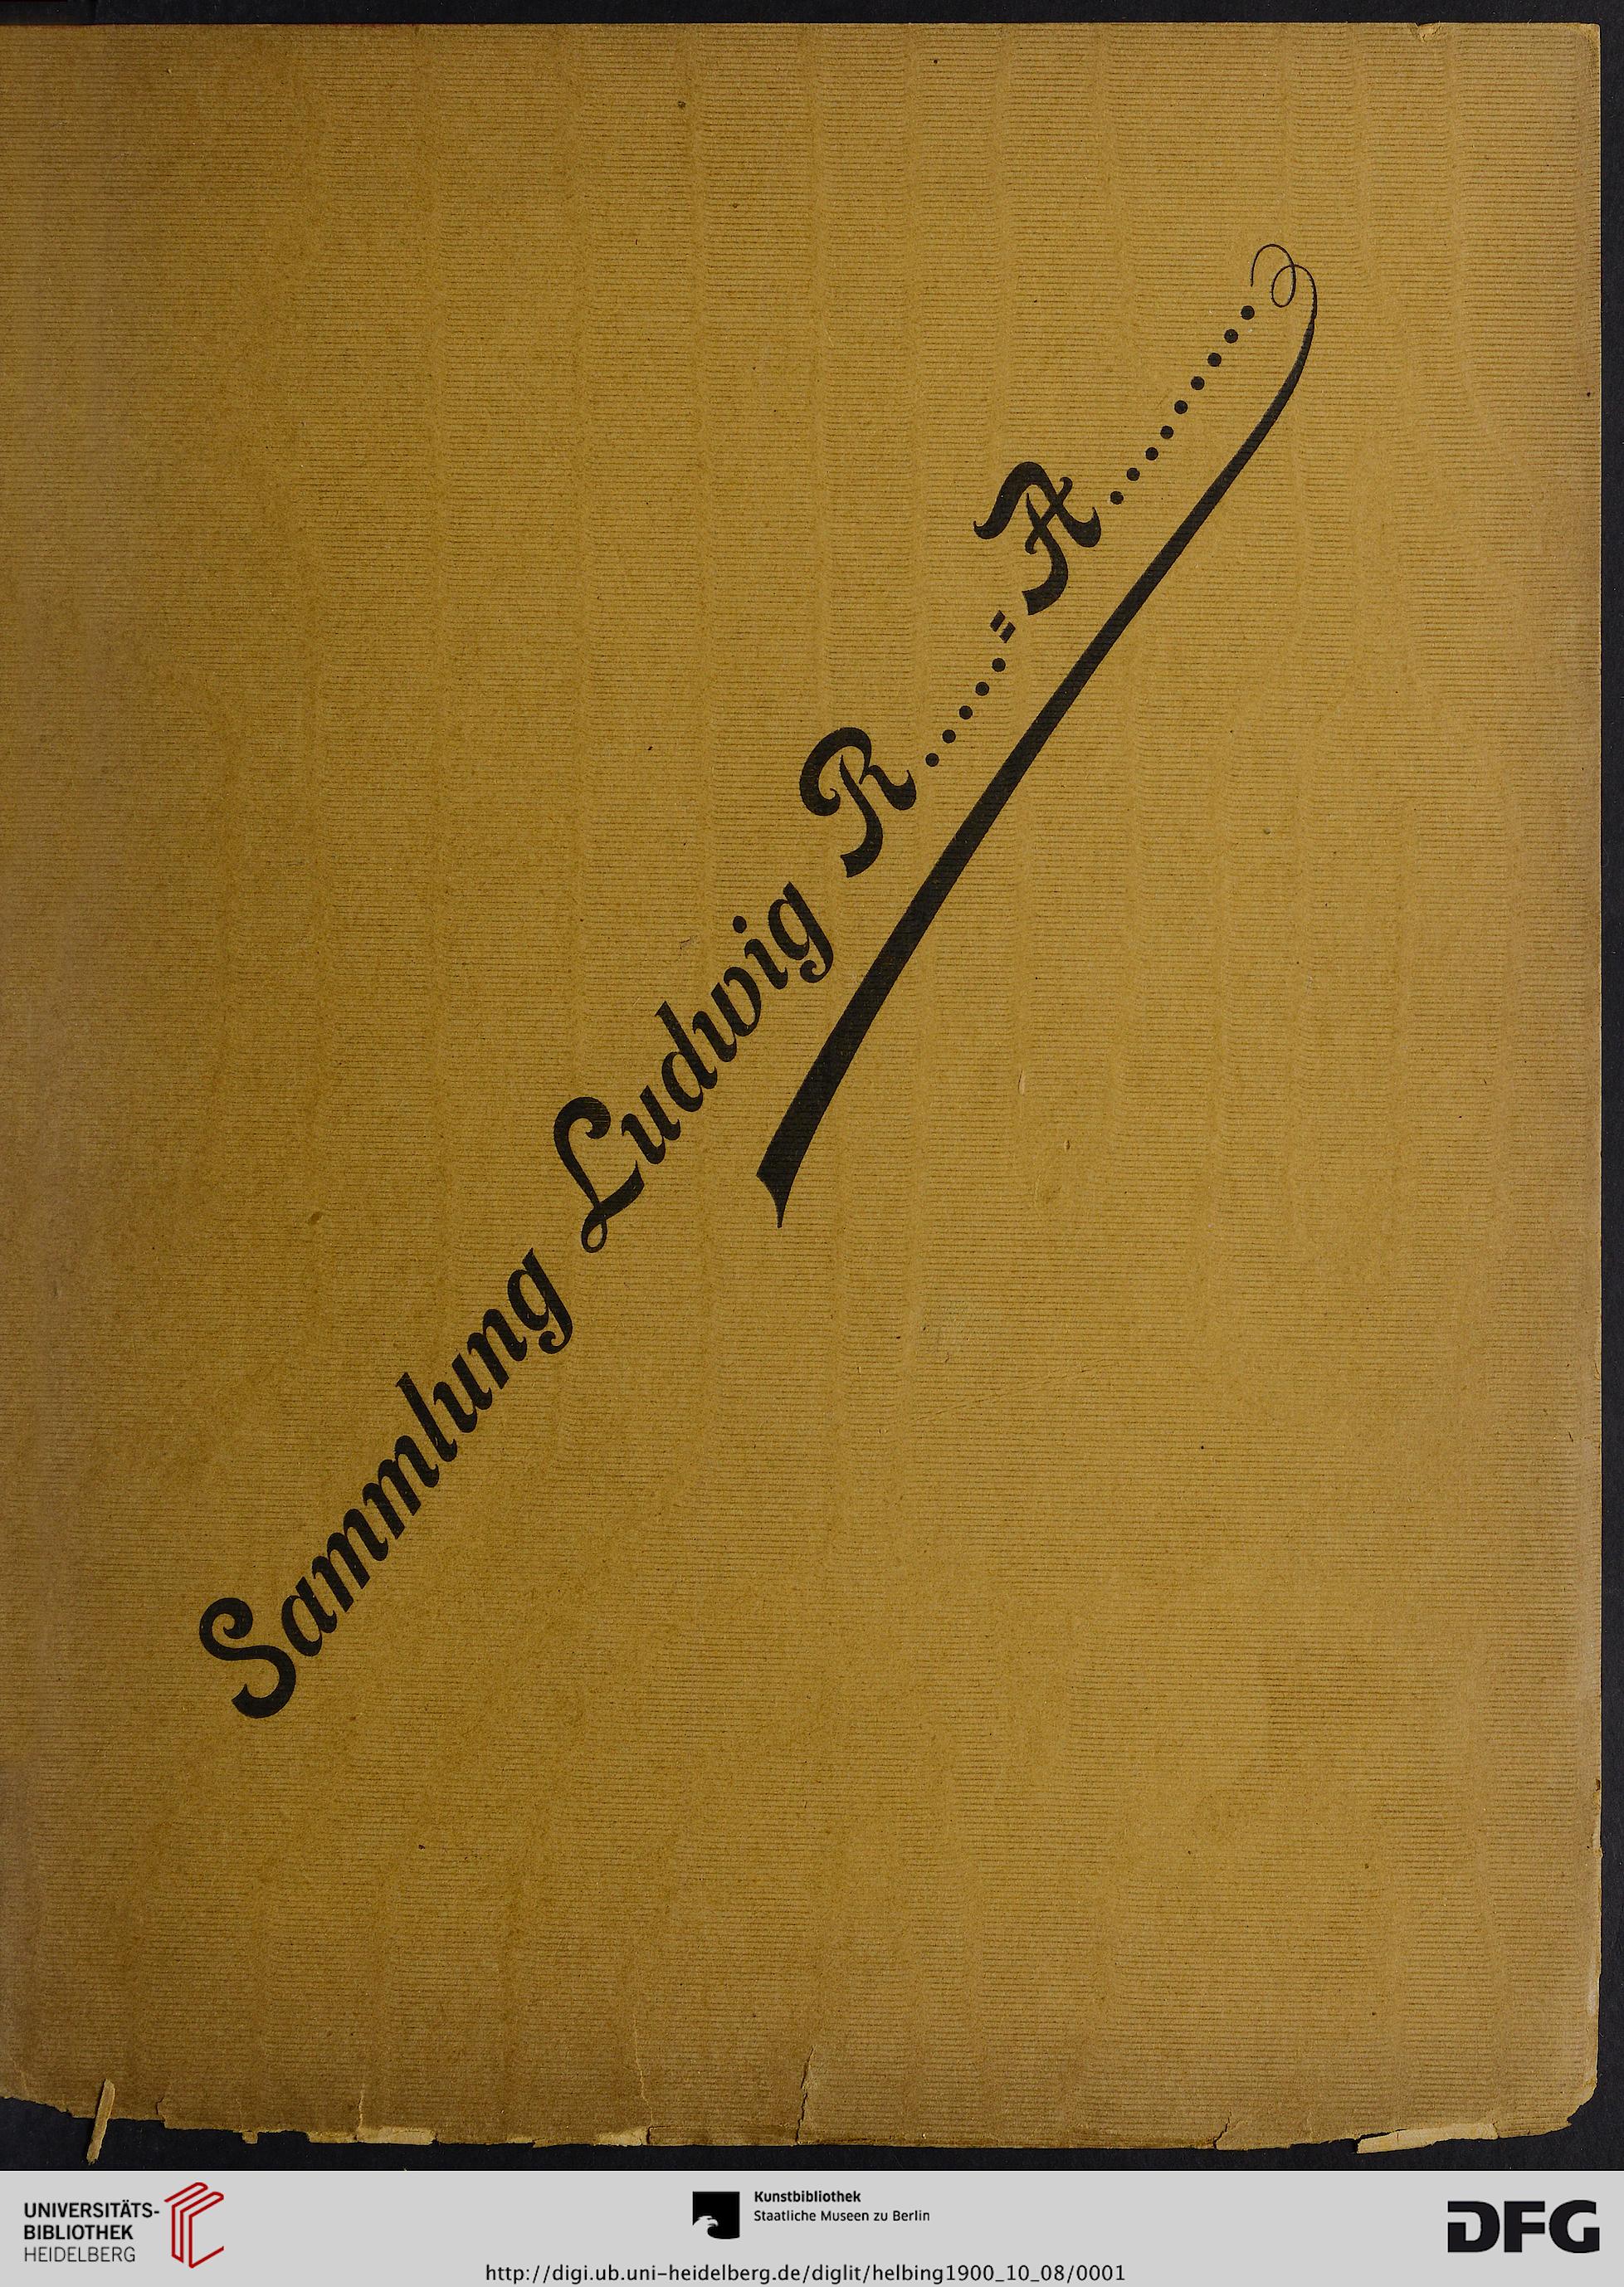 Sammlung Ludwig R.....=A.........
UNIVERSITÄTS-
BIBLIOTHEK
HEIDELBERG
Kunstbibliothek
Staatliche Museen zu Berlin
DFG
http://digi.ub.uni-heidelberg.de/diglit/helbing1900_10_08/0001